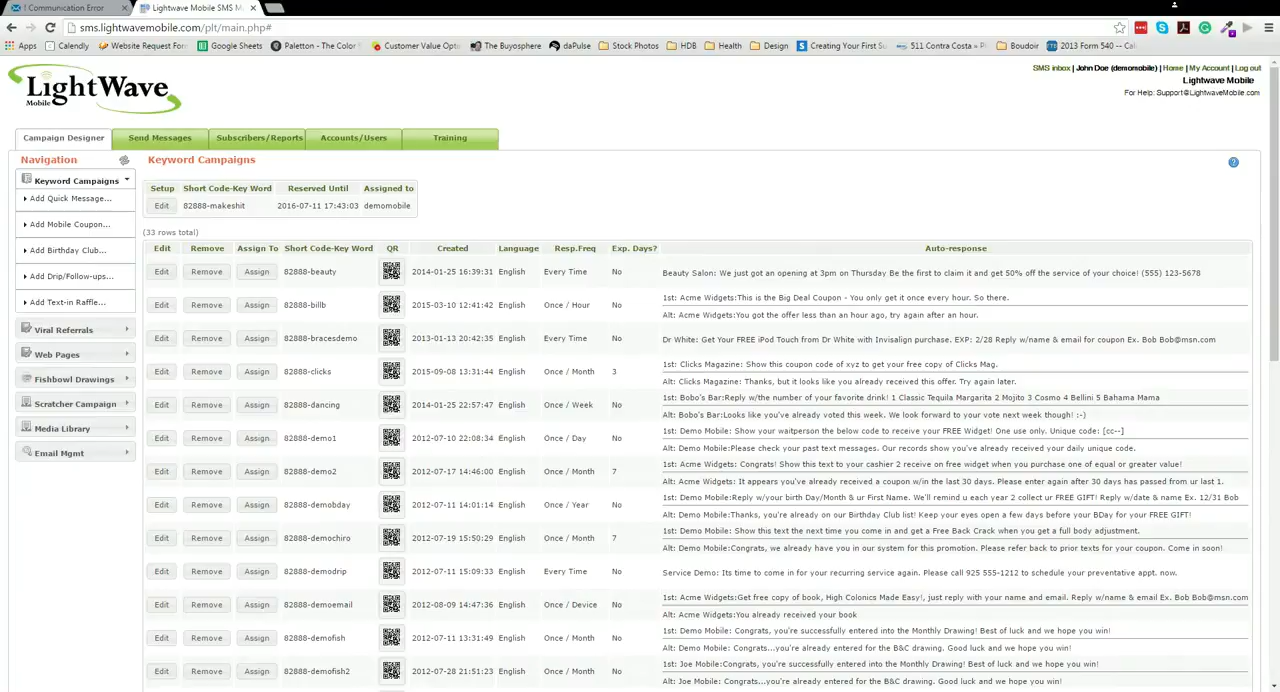 ! Communication Error
Lightwave Mobile SMS M
sms.lightwavemobile.com/plt/main.php#
Apps Calendly Website Request Form Google Sheets Paletton - The Color Customer Value Opt The Buyosphere daPulse Stock Photos HDB Health Design Creating Your First Su 511 Contra Costa » P Boudoir 2013 Form 540 -- Cal
SMS inbox | John Doe (demomobile) | Home | My Account | Log out
Lightwave Mobile
For Help: Support@LightwaveMobile.com
LightWave
Mobile
Campaign Designer Send Messages Subscribers/Reports Accounts/Users Training
Navigation
Keyword Campaigns
Add Quick Message...
Add Mobile Coupon...
Add Birthday Club...
Add Drip/Follow-ups...
Add Text-in Raffle...
Viral Referrals
Web Pages
Fishbowl Drawings
Scratcher Campaign
Media Library
Email Mgmt
Keyword Campaigns
Setup Short Code-Key Word Reserved Until Assigned to
Edit 82888-makeshit 2016-07-11 17:43:03 demomobile
(33 rows total)
Edit Remove Assign To Short Code-Key Word QR Created Language Resp.Freq Exp. Days? Auto-response
Edit Remove Assign 82888-beauty 2014-01-25 16:39:31 English Every Time No Beauty Salon: We just got an opening at 3pm on Thursday Be the first to claim it and get 50% off the service of your choice! (555) 123-5678
Edit Remove Assign 82888-billb 2015-03-10 12:41:42 English Once / Hour No 1st: Acme Widgets:This is the Big Deal Coupon - You only get it once every hour. So there.
Alt: Acme Widgets:You got the offer less than an hour ago, try again after an hour.
Edit Remove Assign 82888-bracesdemo 2013-01-13 20:42:35 English Every Time No Dr White: Get Your FREE iPod Touch from Dr White with Invisalign purchase. EXP: 2/28 Reply w/name & email for coupon Ex. Bob Bob@msn.com
Edit Remove Assign 82888-clicks 2015-09-08 13:31:44 English Once / Month 3 1st: Clicks Magazine: Show this coupon code of xyz to get your free copy of Clicks Mag.
Alt: Clicks Magazine: Thanks, but it looks like you already received this offer. Try again later.
Edit Remove Assign 82888-dancing 2014-01-25 22:57:47 English Once / Week No 1st: Bobo's Bar:Reply w/the number of your favorite drink! 1 Classic Tequila Margarita 2 Mojito 3 Cosmo 4 Bellini 5 Bahama Mama
Alt: Bobo's Bar:Looks like you've already voted this week. We look forward to your vote next week though! :-)
Edit Remove Assign 82888-demo1 2012-07-10 22:08:34 English Once / Day No 1st: Demo Mobile: Show your waitperson the below code to receive your FREE Widget! One use only. Unique code: [cc--]
Alt: Demo Mobile:Please check your past text messages. Our records show you've already received your daily unique code.
Edit Remove Assign 82888-demo2 2012-07-17 14:46:00 English Once / Month 7 1st: Acme Widgets: Congrats! Show this text to your cashier 2 receive on free widget when you purchase one of equal or greater value!
Alt: Acme Widgets: It appears you've already received a coupon w/in the last 30 days. Please enter again after 30 days has passed from ur last 1.
Edit Remove Assign 82888-demobday 2012-07-11 14:01:14 English Once / Year No 1st: Demo Mobile:Reply w/your birth Day/Month & ur First Name. We'll remind u each year 2 collect ur FREE GIFT! Reply w/date & name Ex. 12/31 Bob
Alt: Demo Mobile:Thanks, you're already on our Birthday Club list! Keep your eyes open a few days before your BDay for your FREE GIFT!
Edit Remove Assign 82888-demochiro 2012-07-19 15:50:29 English Once / Month 7 1st: Demo Mobile: Show this text the next time you come in and get a Free Back Crack when you get a full body adjustment.
Alt: Demo Mobile:Congrats, we already have you in our system for this promotion. Please refer back to prior texts for your coupon. Come in soon!
Edit Remove Assign 82888-demodrip 2012-07-11 15:09:33 English Every Time No Service Demo: Its time to come in for your recurring service again. Please call 925 555-1212 to schedule your preventative appt. now.
Edit Remove Assign 82888-demoemail 2012-08-09 14:47:36 English Once / Device No 1st: Acme Widgets:Get free copy of book, High Colonics Made Easy!, just reply with your name and email. Reply w/name & email Ex. Bob Bob@msn.com
Alt: Acme Widgets:You already received your book
Edit Remove Assign 82888-demofish 2012-07-11 13:31:49 English Once / Month No 1st: Demo Mobile: Congrats, you're successfully entered into the Monthly Drawing! Best of luck and we hope you win!
Alt: Demo Mobile: Congrats...you're already entered for the B&C drawing. Good luck and we hope you win!
Edit Remove Assign 82888-demofish2 2012-07-28 21:51:23 English Once / Month No 1st: Joe Mobile:Congrats, you're successfully entered into the Monthly Drawing! Best of luck and we hope you win!
Alt: Joe Mobile: Congrats...you're already entered for the B&C drawing. Good luck and we hope you win!